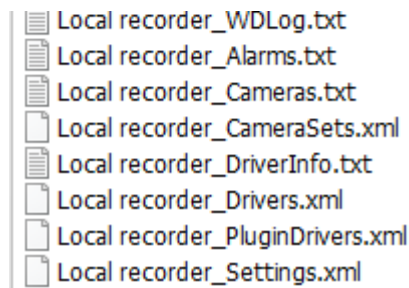 Local recorder_WDLog.txt
Local recorder_Alarms.txt
Local recorder_Cameras.txt
Local recorder_CameraSets.xml
Local recorder_DriverInfo.txt
Local recorder_Drivers.xml
Local recorder_PluginDrivers.xml
Local recorder_Settings.xml